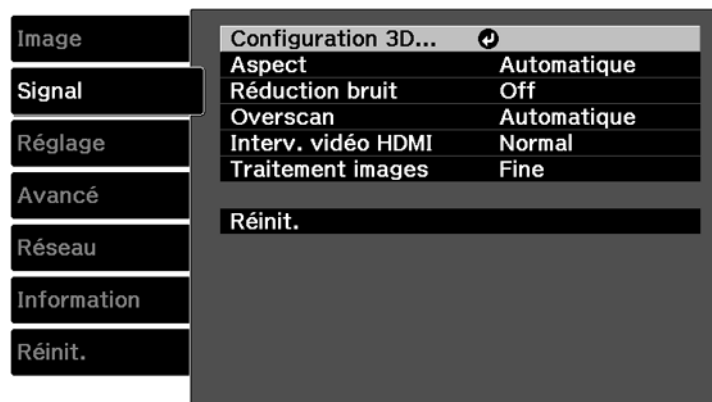 Image
Signal
Réglage
Avancé
Réseau
Information
Réinit.
Configuration 3D...
Aspect Automatique
Réduction bruit Off
Overscan Automatique
Interv. vidéo HDMI Normal
Traitement images Fine
Réinit.